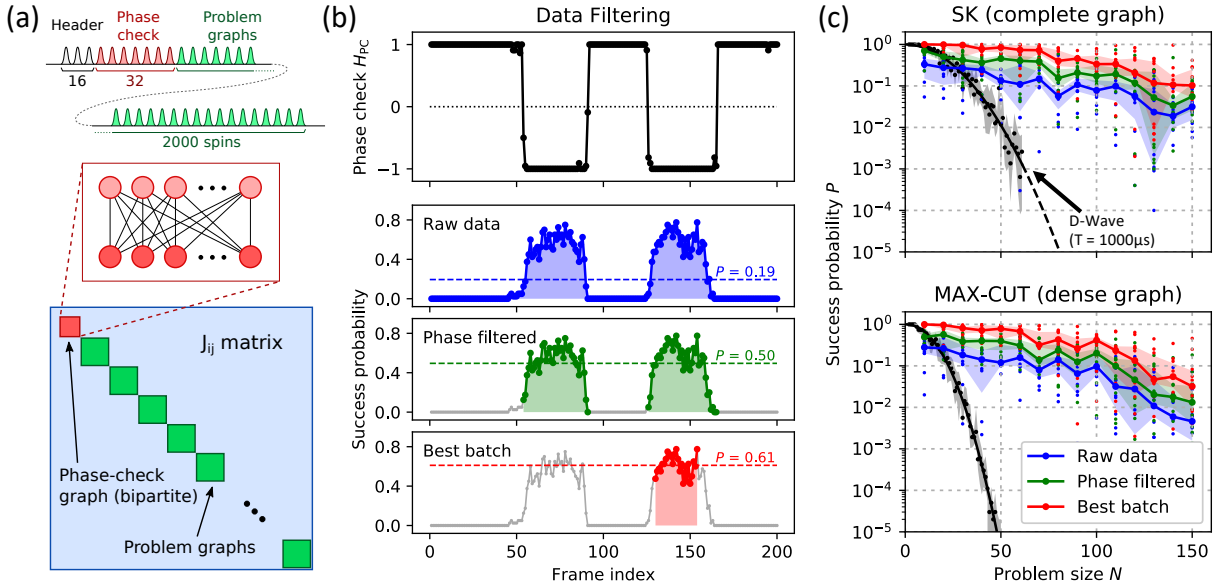 (a)
Header
Phase
check
Problem
graphs
16
32
2000 spins
J_ij matrix
Phase-check
graph (bipartite)
Problem graphs
(b)
Data Filtering
Phase check H_PC
1
0
−1
Success probability
Raw data
0.8
0.4
0.0
P = 0.19
Phase filtered
0.8
0.4
0.0
P = 0.50
Best batch
0.8
0.4
0.0
P = 0.61
0 50 100 150 200
Frame index
(c)
SK (complete graph)
Success probability P
10^0
10^−1
10^−2
10^−3
10^−4
10^−5
D-Wave
(T = 1000μs)
MAX-CUT (dense graph)
10^0
10^−1
10^−2
10^−3
10^−4
10^−5
Raw data
Phase filtered
Best batch
0 50 100 150
Problem size N